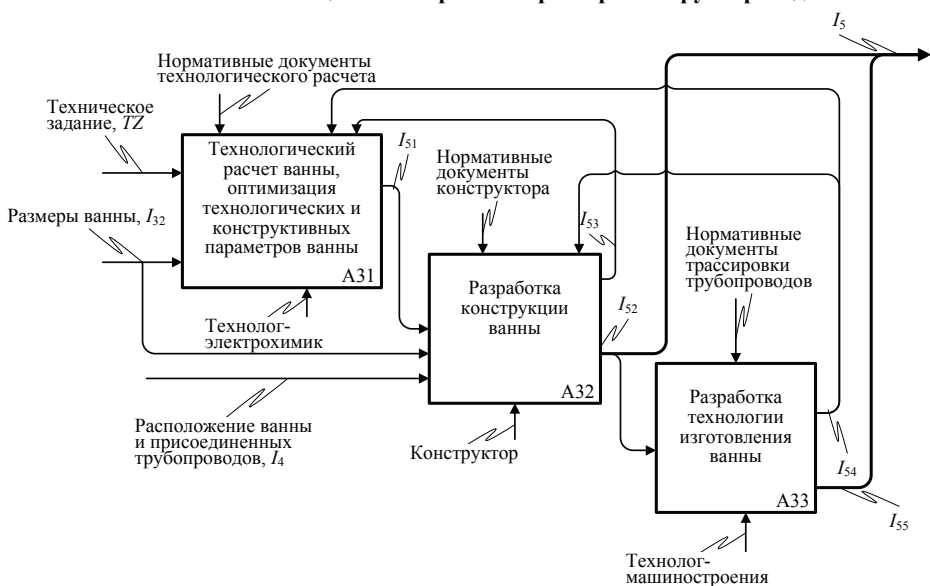 I5
Нормативные документы
технологического расчета
Техническое
задание, TZ
Технологический
расчет ванны,
оптимизация
технологических и
конструктивных
параметров ванны
A31
I51
Нормативные
документы
конструктора
Размеры ванны, I32
I53
Нормативные
документы
трассировки
трубопроводов
Разработка
конструкции
ванны
A32
I52
Технолог-
электрохимик
Расположение ванны
и присоединенных
трубопроводов, I4
Конструктор
Разработка
технологии
изготовления
ванны
A33
I54
I55
Технолог-
машиностроения